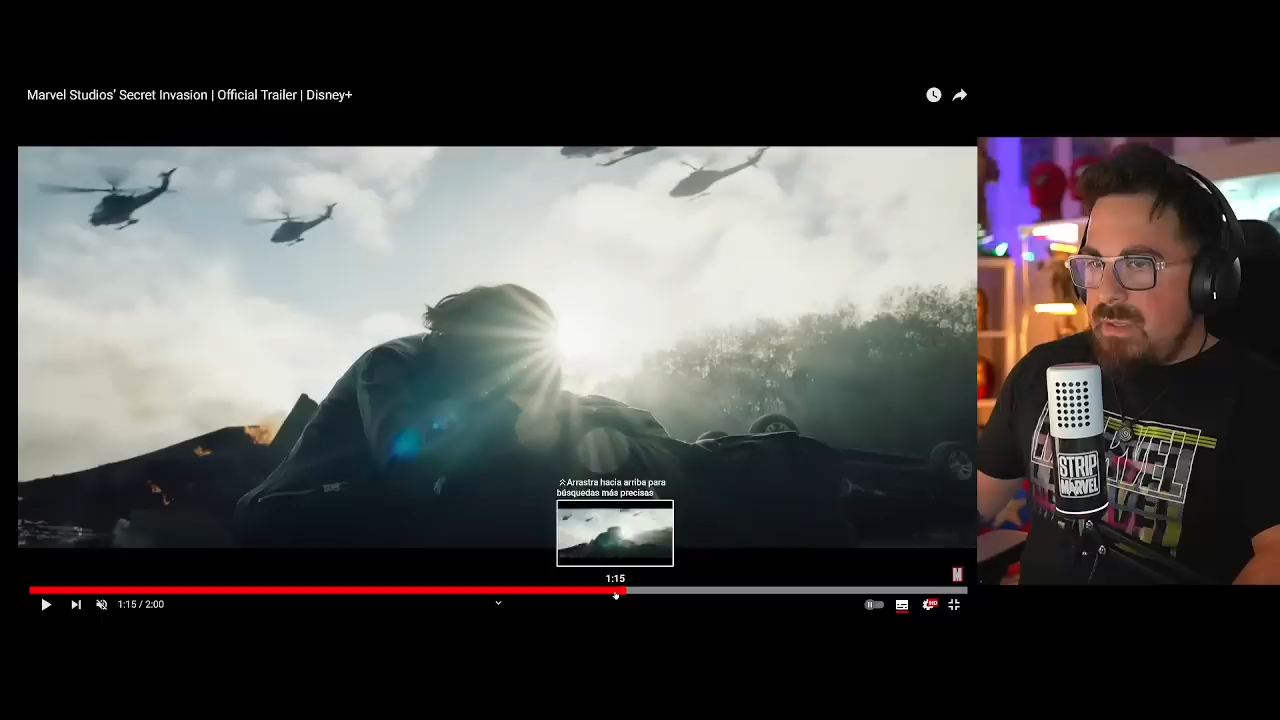 Marvel Studios' Secret Invasion | Official Trailer | Disney+
Arrastra hacia arriba para
búsquedas más precisas
1:15
1:15 / 2:00
HD
M
STRIP
MARVEL